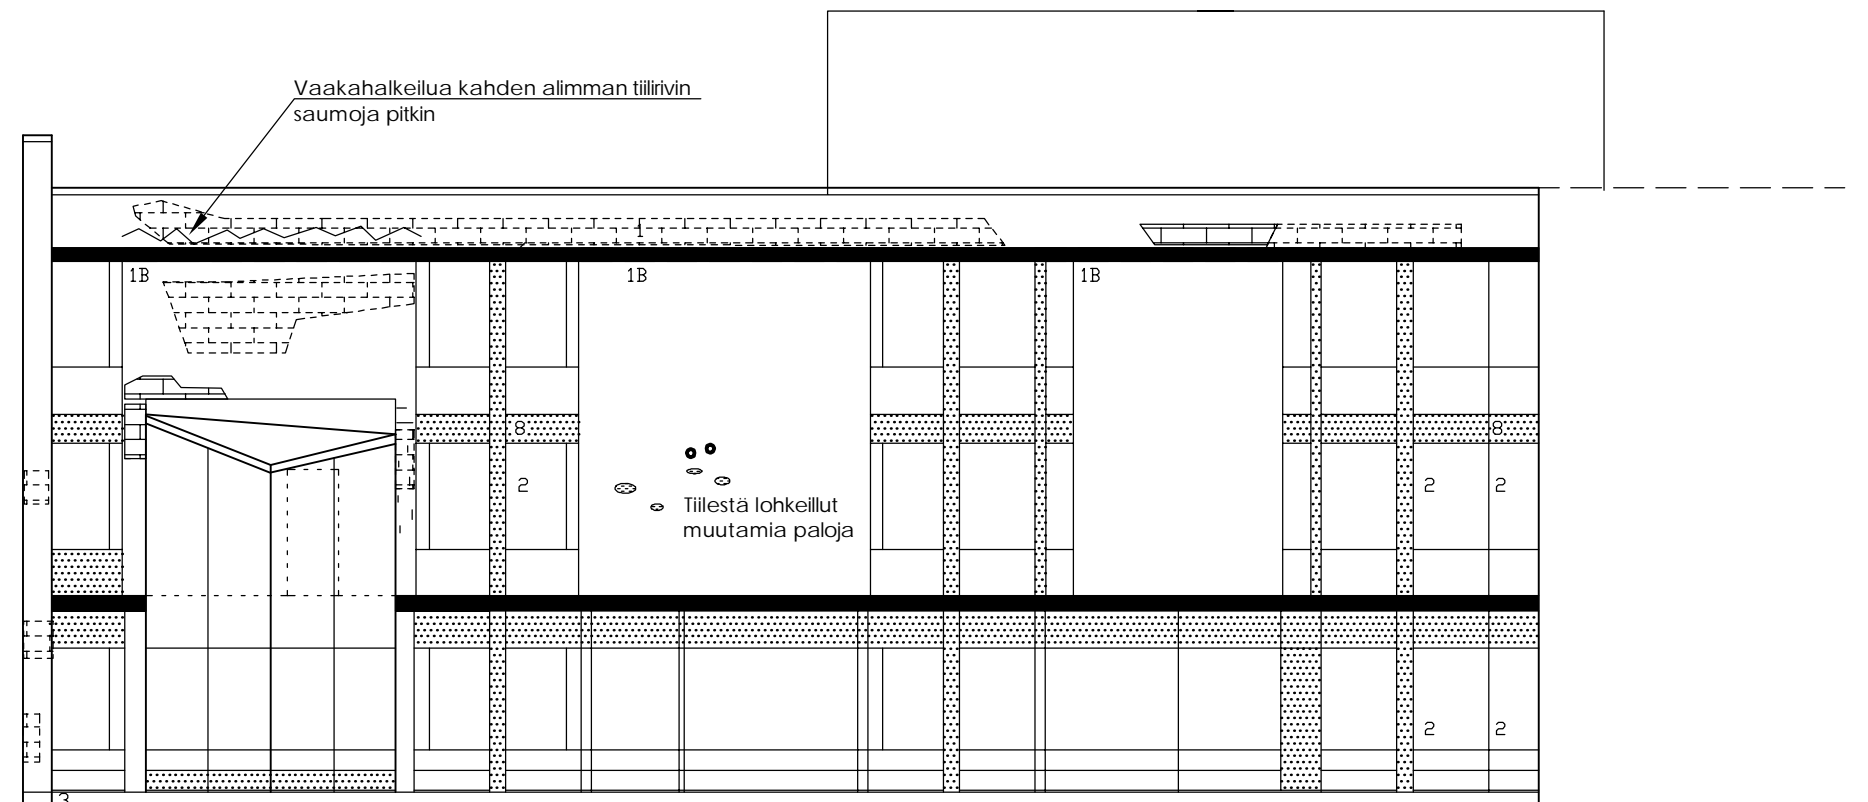 Vaakahalkeilua kahden alimman tiilirivin
saumoja pitkin
1
1B 1B 1B
8 8
2 2 2
Tiilestä lohkeillut
muutamia paloja
2 2
3